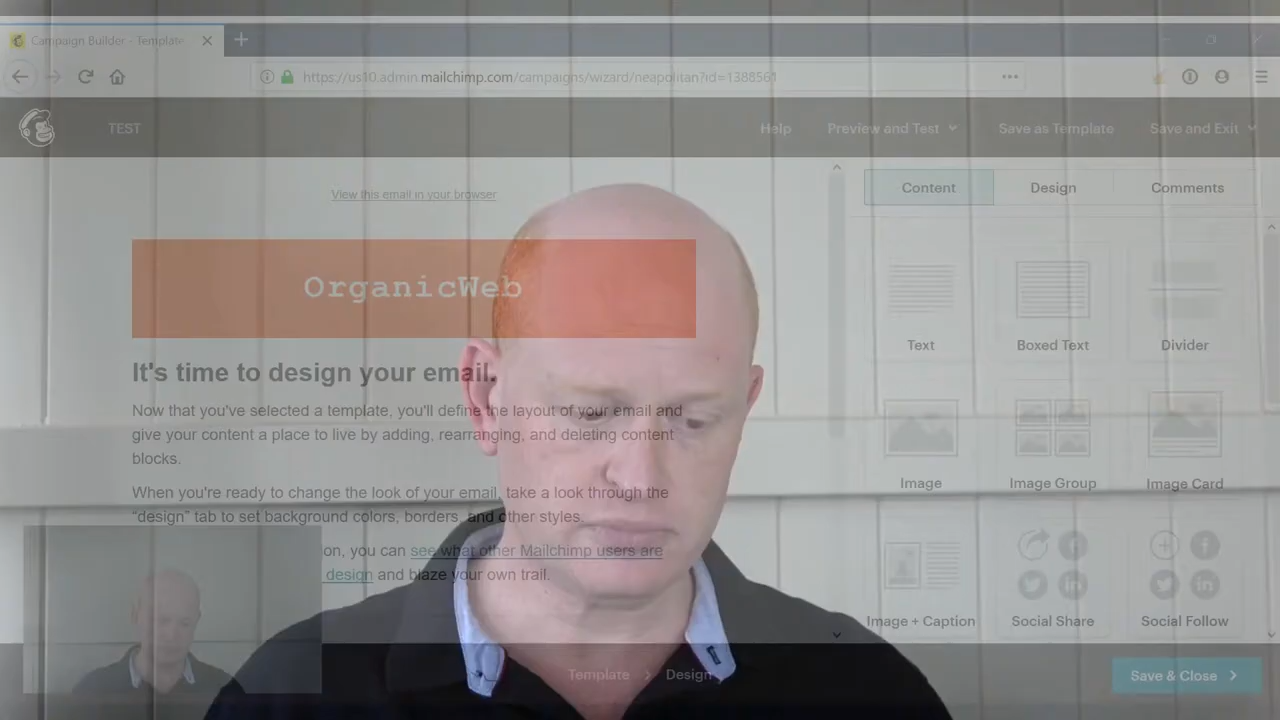 Campaign Builder - Template
https://us10.admin.mailchimp.com/campaigns/wizard/neapolitan?id=1388561
TEST
Help
Preview and Test
Save as Template
Save and Exit
View this email in your browser
Content
Design
Comments
OrganicWeb
It's time to design your email.
Now that you've selected a template, you'll define the layout of your email and
give your content a place to live by adding, rearranging, and deleting content
blocks.
When you're ready to change the look of your email, take a look through the
“design” tab to set background colors, borders, and other styles.
on, you can see what other Mailchimp users are
design and blaze your own trail.
Text
Boxed Text
Divider
Image
Image Group
Image Card
Image + Caption
Social Share
Social Follow
Template
Design
Save & Close